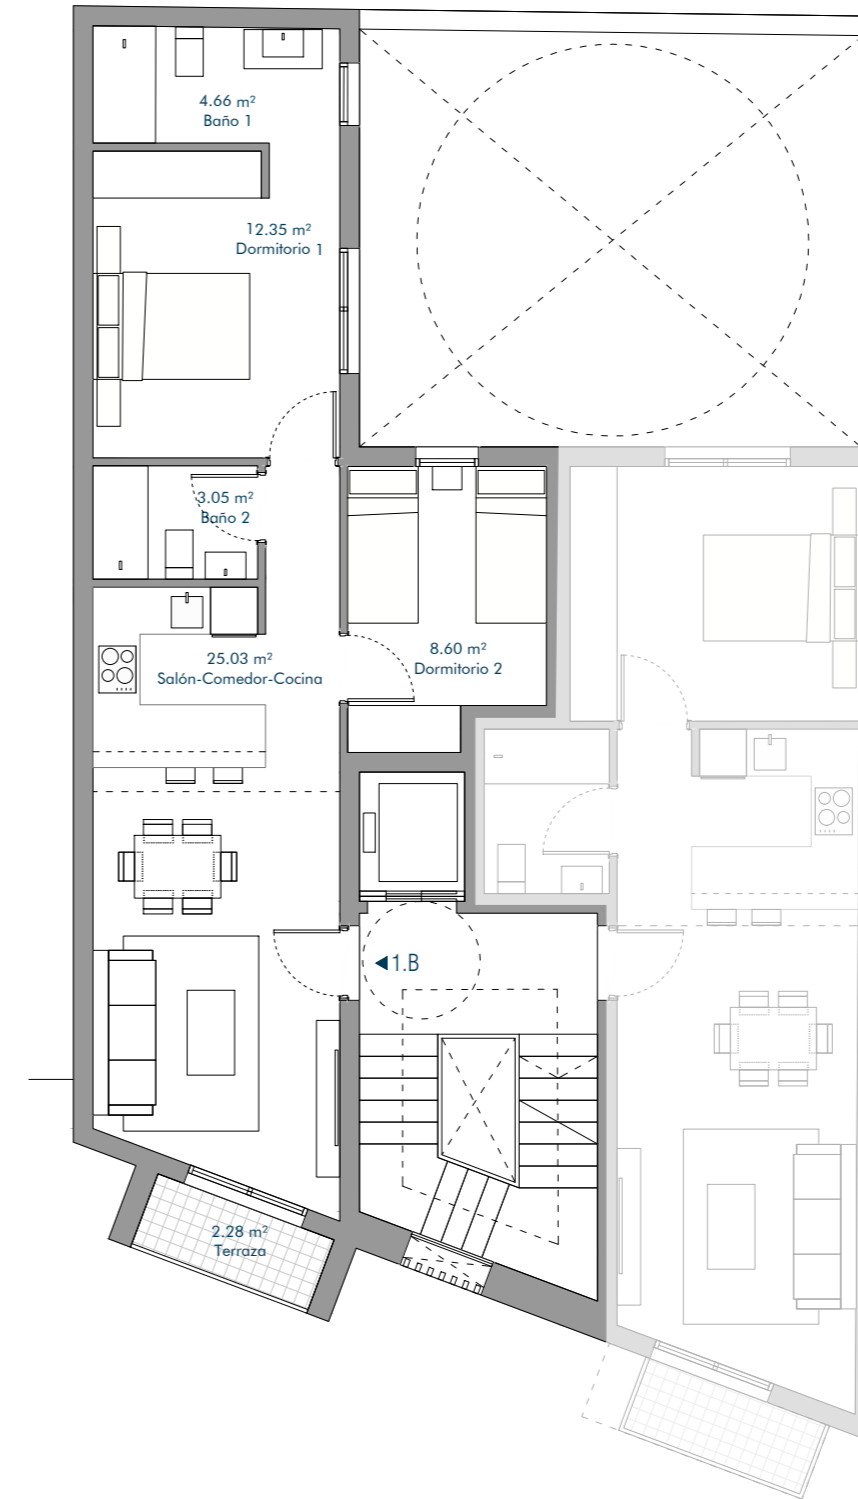 4.66 m²
Baño 1
12.35 m²
Dormitorio 1
3.05 m²
Baño 2
25.03 m²
Salón-Comedor-Cocina
8.60 m²
Dormitorio 2
◀1.B
2.28 m²
Terraza